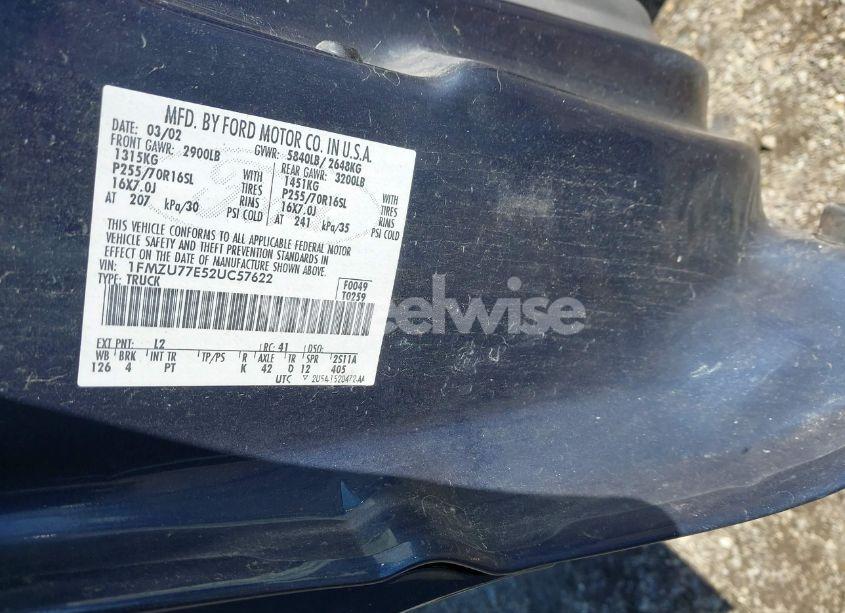 MFD. BY FORD MOTOR CO. IN U.S.A.
DATE: 03/02 GVWR: 5840LB/ 2648KG
FRONT GAWR: 2900LB REAR GAWR: 3200LB
1315KG WITH 1451KG WITH
P255/70R16SL TIRES P255/70R16SL TIRES
16X7.0J RIMS 16X7.0J RIMS
AT 207 kPa/30 PSI COLD AT 241 kPa/35 PSI COLD
THIS VEHICLE CONFORMS TO ALL APPLICABLE FEDERAL MOTOR
VEHICLE SAFETY AND THEFT PREVENTION STANDARDS IN
EFFECT ON THE DATE OF MANUFACTURE SHOWN ABOVE.
VIN: 1FMZU77E52UC57622 F0049
TYPE: TRUCK T0259
EXT PNT: L2 RC: 41 DSO:
WB BRK INT TR TP/PS R AXLE TR SPR 2S11A
126 4 PT K 42 D 12 405
UTC